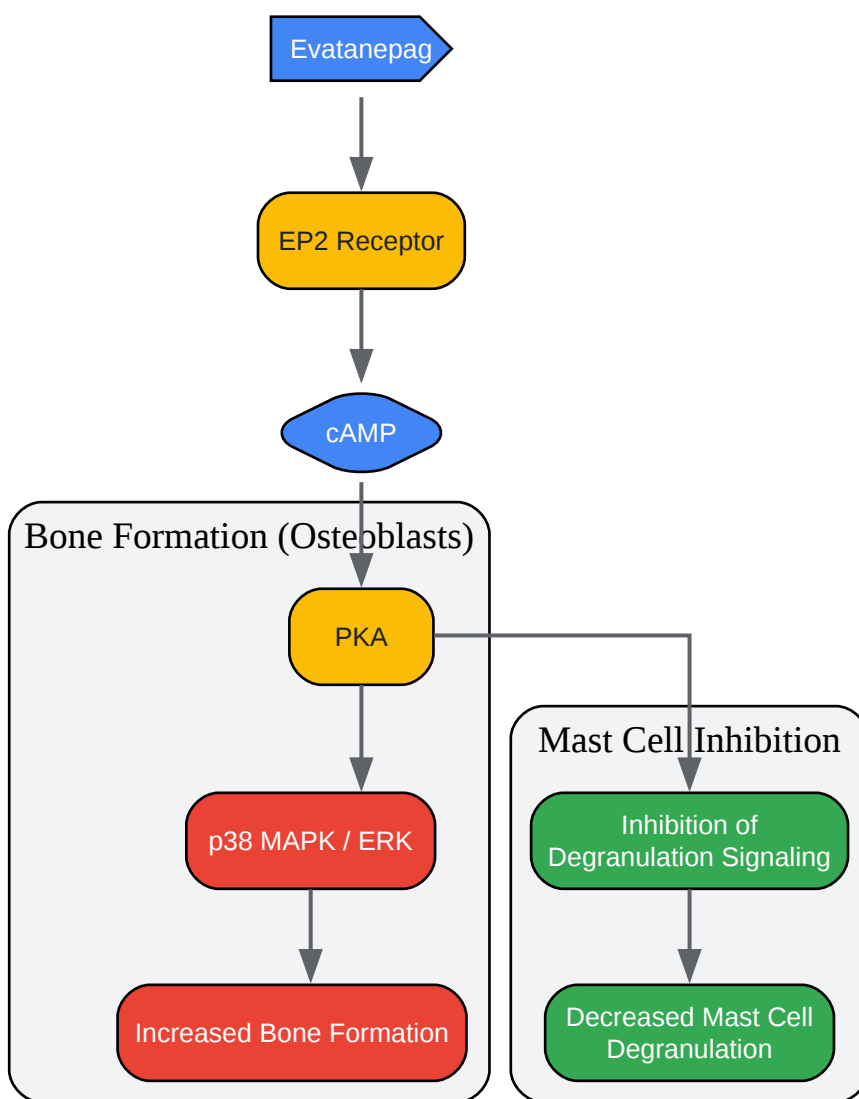 Evatanepag
EP2 Receptor
cAMP
Bone Formation (Osteoblasts)
PKA
Mast Cell Inhibition
p38 MAPK / ERK
Inhibition of
Degranulation Signaling
Increased Bone Formation
Decreased Mast Cell
Degranulation